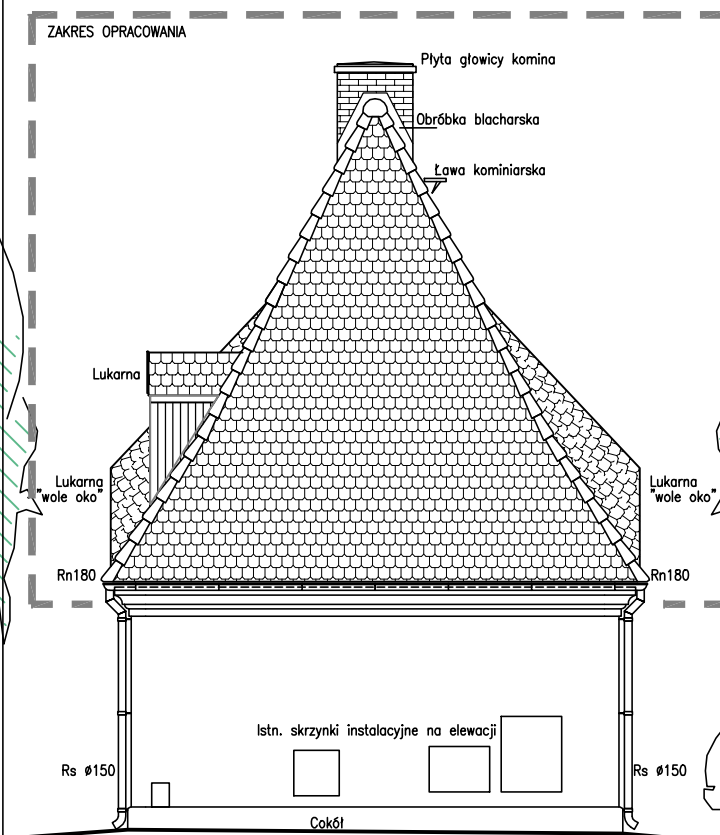 ZAKRES OPRACOWANIA
Płyta głowicy komina
Obróbka blacharska
Ława kominiarska
Lukarna
Lukarna
"wole oko"
Lukarna
"wole oko"
Rn180
Rn180
Istn. skrzynki instalacyjne na elewacji
Rs ø150
Rs ø150
Cokół